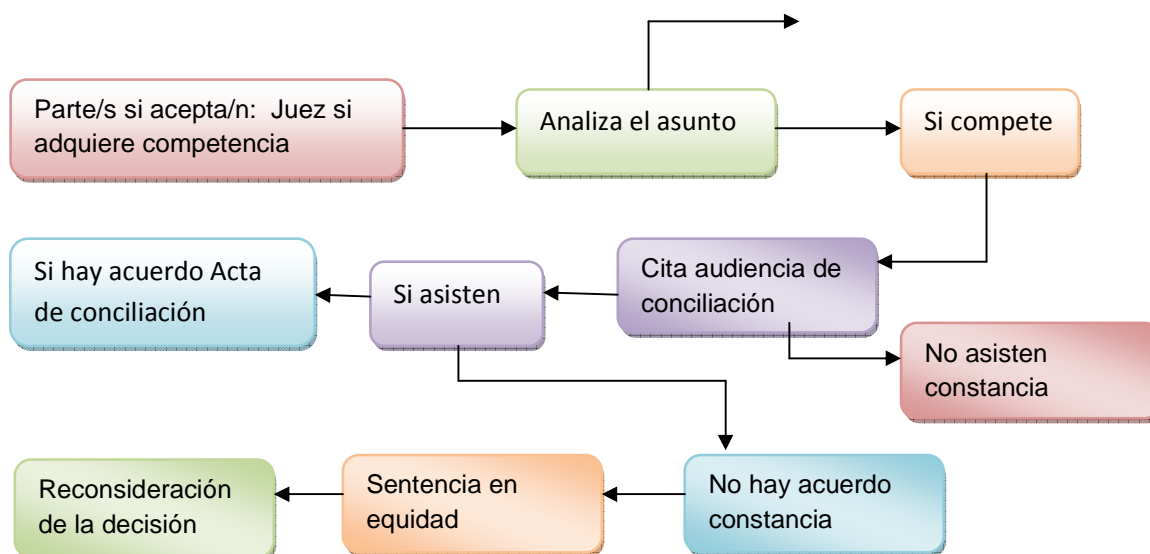 Parte/s si acepta/n: Juez si
adquiere competencia
Analiza el asunto
Si compete
Si hay acuerdo Acta
de conciliación
Si asisten
Cita audiencia de
conciliación
No asisten
constancia
Reconsideración
de la decisión
Sentencia en
equidad
No hay acuerdo
constancia